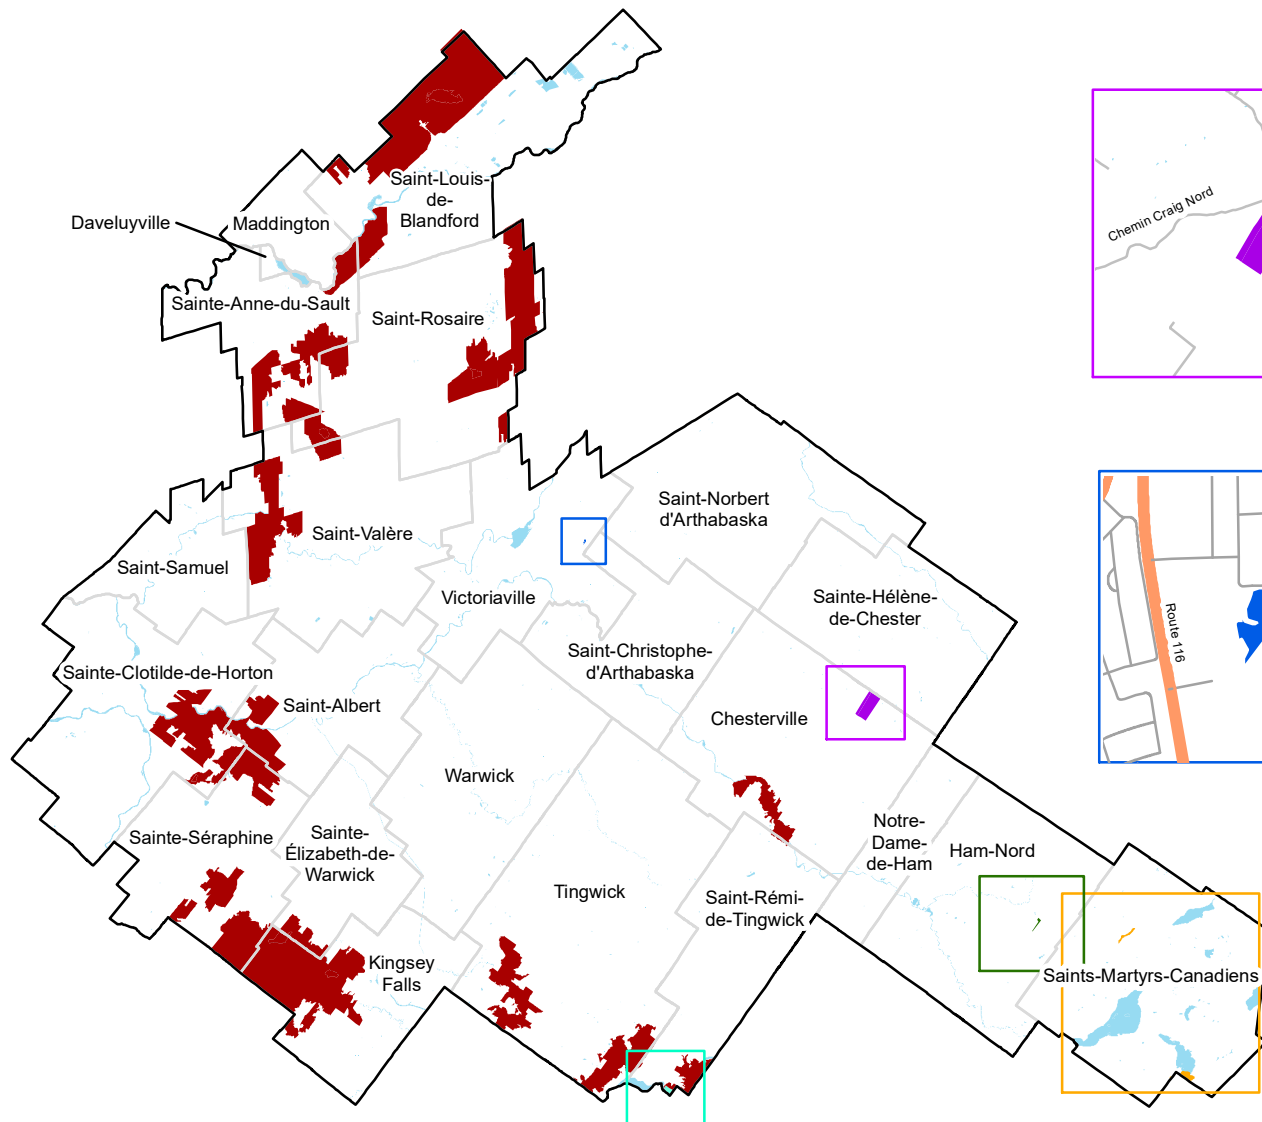 Saint-Louis-
de-
Blandford
Daveluyville
Maddington
Sainte-Anne-du-Sault
Saint-Rosaire
Chemin Craig Nord
Saint-Norbert
d'Arthabaska
Saint-Valère
Saint-Samuel
Victoriaville
Sainte-Hélène-
de-Chester
Route 116
Saint-Christophe-
d'Arthabaska
Sainte-Clotilde-de-Horton
Saint-Albert
Chesterville
Warwick
Sainte-Séraphine
Sainte-
Élizabeth-de-
Warwick
Notre-
Dame-
de-Ham
Ham-Nord
Tingwick
Saint-Rémi-
de-Tingwick
Kingsey
Falls
Saints-Martyrs-Canadiens